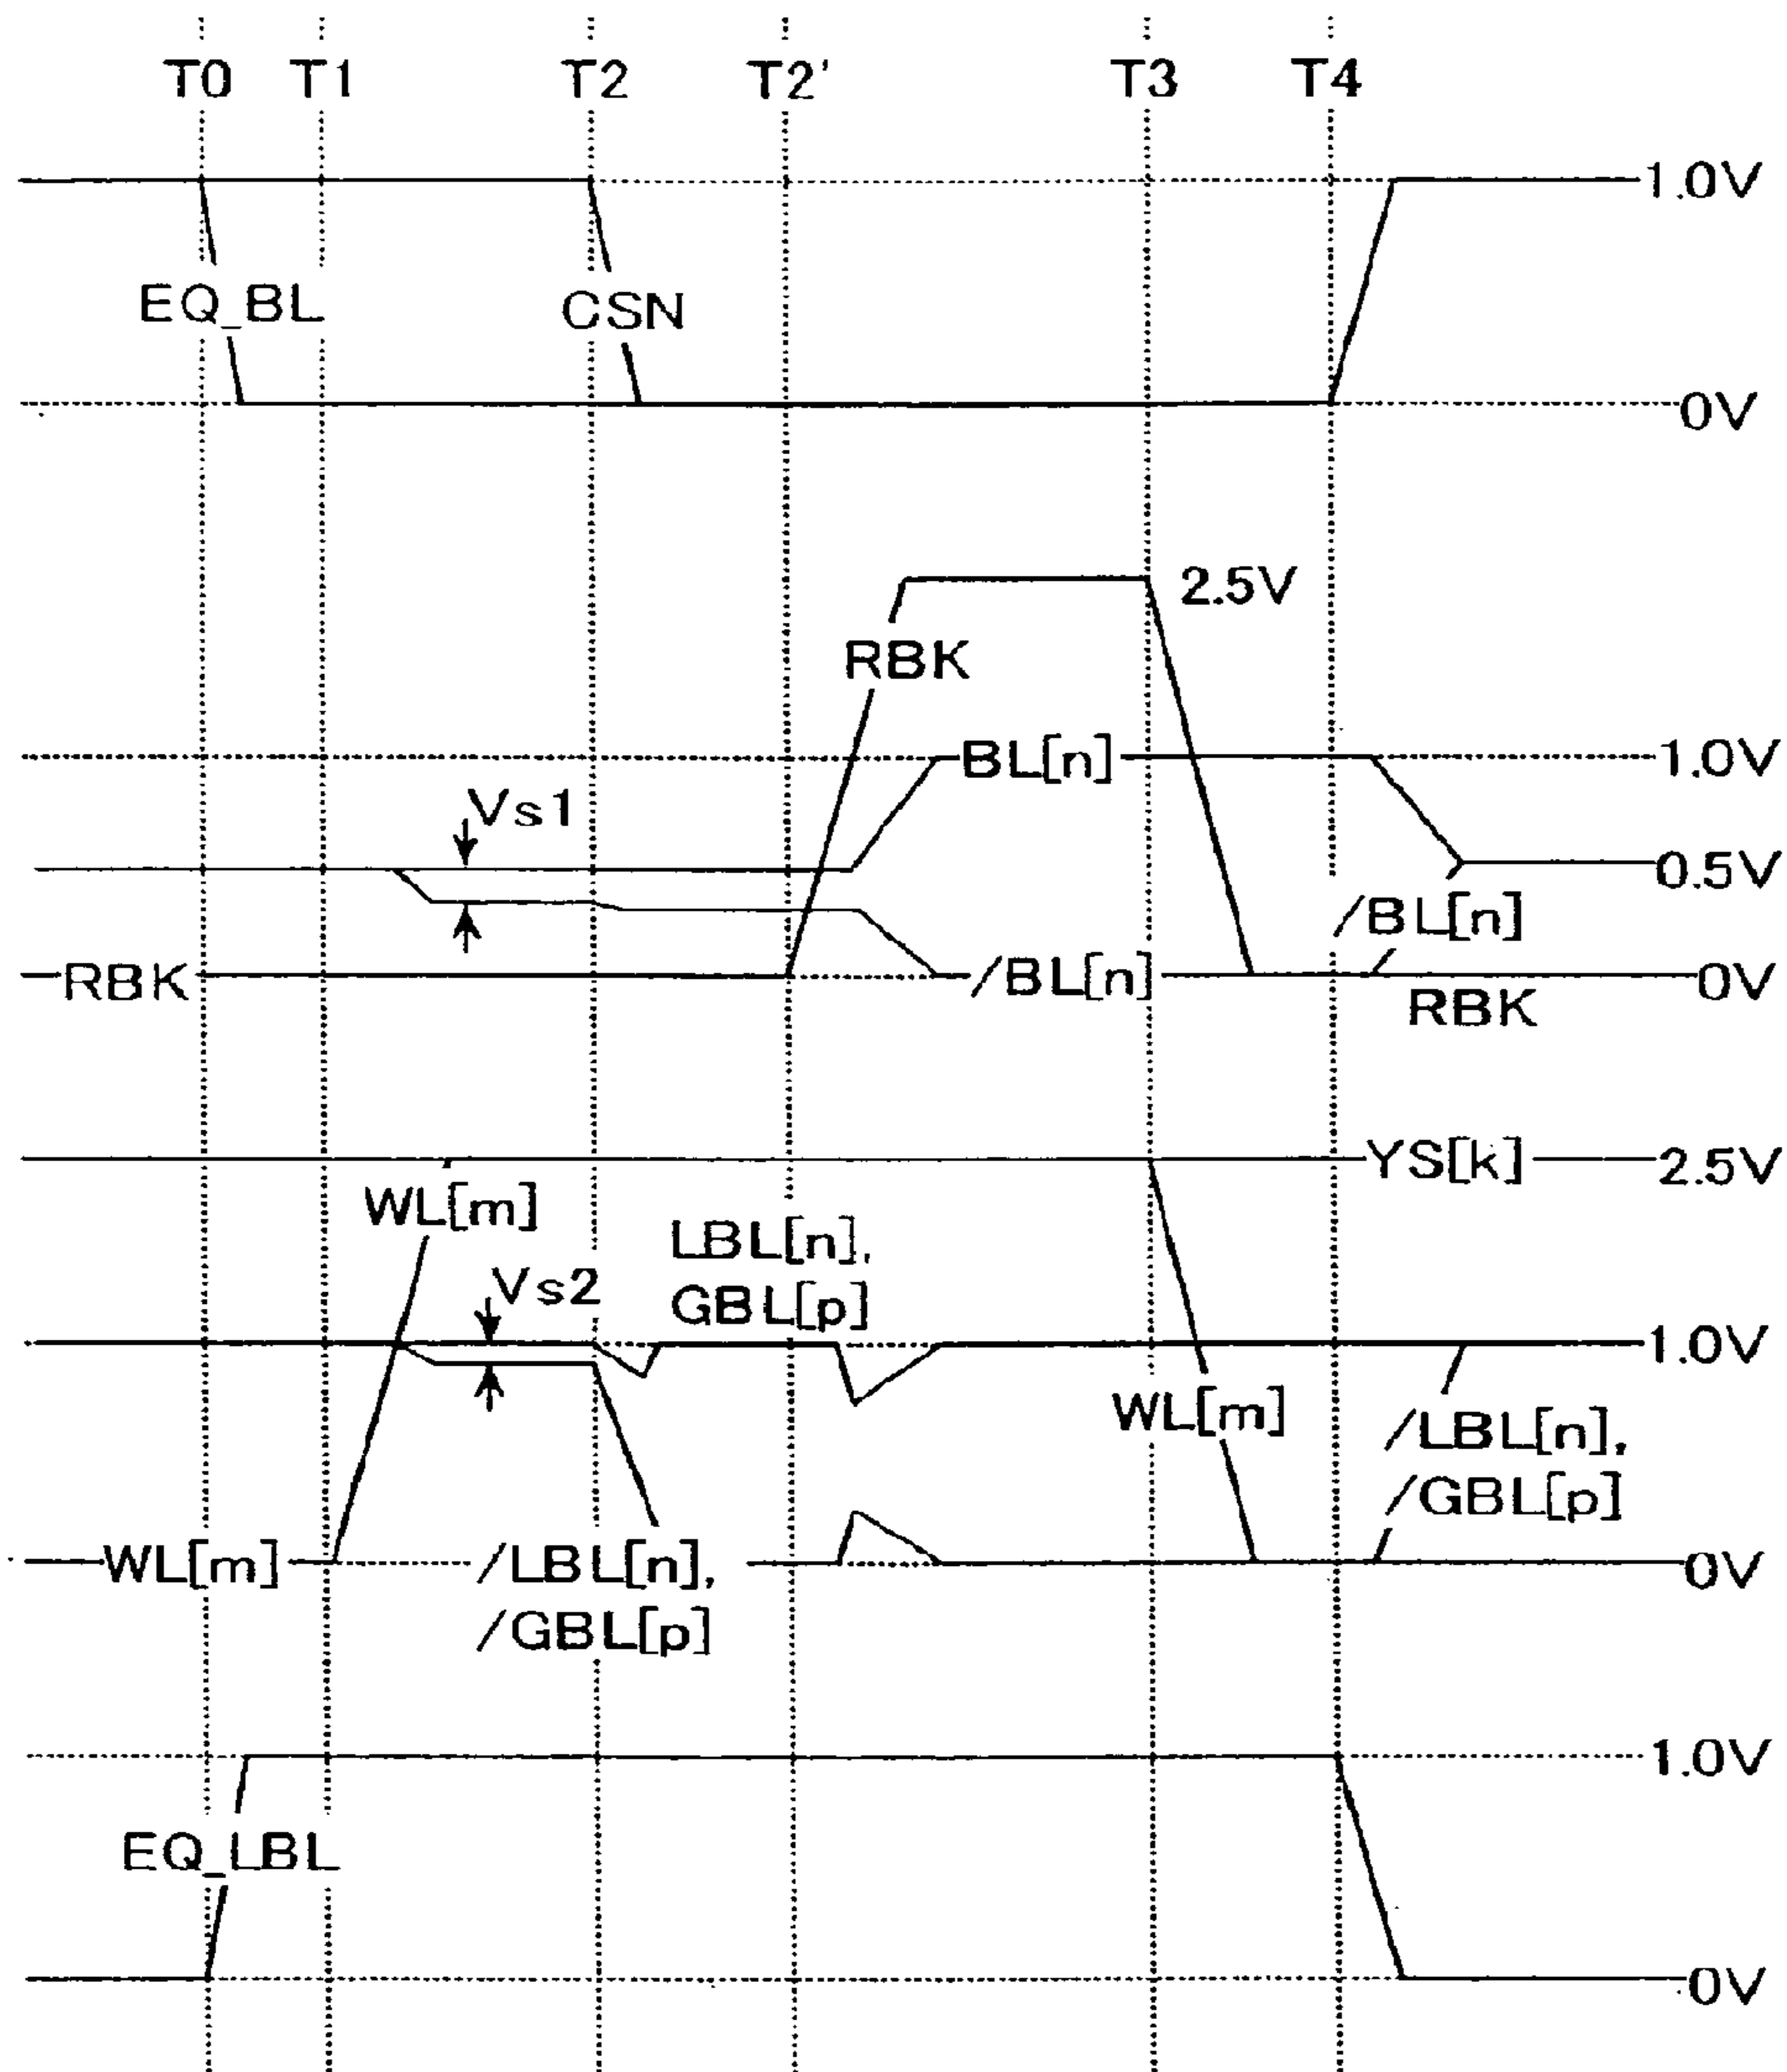 T0 T1 T2 T2' T3 T4
1.0V
EQ_BL
CSN
0V
2.5V
RBK
BL[n]
1.0V
Vs1
0.5V
/BL[n]
RBK
/BL[n]
0V
RBK
YS[k]
2.5V
WL[m]
LBL[n],
GBL[p]
Vs2
1.0V
WL[m]
/LBL[n],
/GBL[p]
WL[m]
/LBL[n],
/GBL[p]
0V
1.0V
EQ_LBL
0V